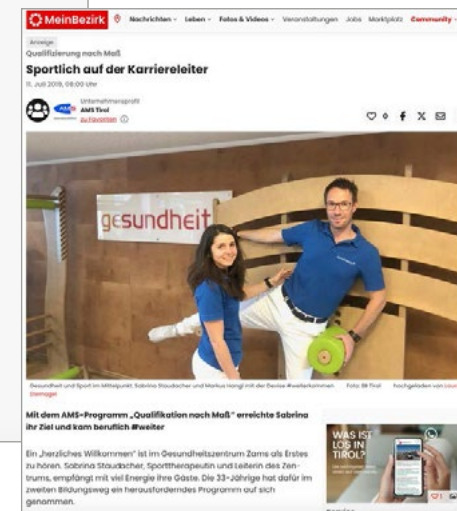 MeinBezirk
Nachrichten Leben Fotos & Videos Veranstaltungen Jobs Marktplatz Community
Anzeige
Qualifizierung nach Maß
Sportlich auf der Karriereleiter
11. Juli 2019, 08:00 Uhr
Unternehmensprofil
AMS Tirol
zu Favoriten
0
gesundheit
Gesundheit und Sport im Mittelpunkt: Sabrina Staudacher und Markus Hangl mit der Devise #weiterkommen Foto: BB Tirol hochgeladen von
Mit dem AMS-Programm „Qualifikation nach Maß“ erreichte Sabrina
ihr Ziel und kam beruflich #weiter
Ein „herzliches Willkommen“ ist im Gesundheitszentrum Zams als Erstes
zu hören. Sabrina Staudacher, Sporttherapeutin und Leiterin des Zen-
trums, empfängt mit viel Energie ihre Gäste. Die 33-Jährige hat dafür im
zweiten Bildungsweg ein herausforderndes Programm auf sich
genommen.
WAS IST
LOS IN
TIROL?